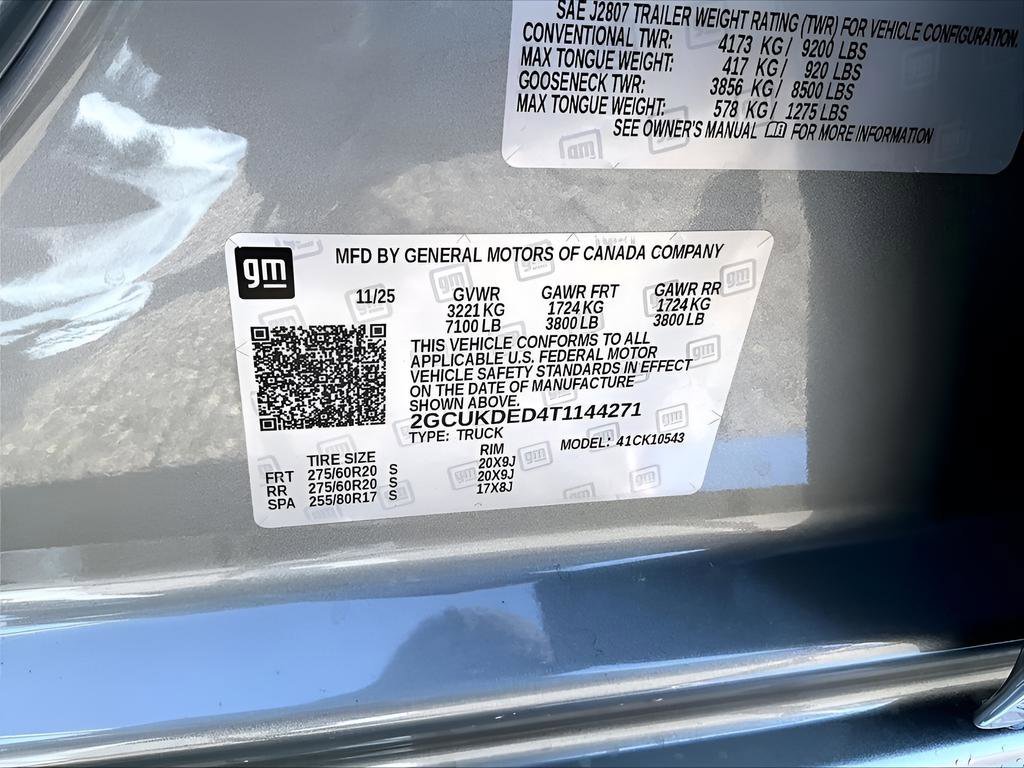 SAE J2807 TRAILER WEIGHT RATING (TWR) FOR VEHICLE CONFIGURATION.
CONVENTIONAL TWR: 4173 KG / 9200 LBS
MAX TONGUE WEIGHT: 417 KG / 920 LBS
GOOSENECK TWR: 3856 KG / 8500 LBS
MAX TONGUE WEIGHT: 578 KG / 1275 LBS
SEE OWNER'S MANUAL FOR MORE INFORMATION
gm
MFD BY GENERAL MOTORS OF CANADA COMPANY
11/25 GVWR GAWR FRT GAWR RR
3221 KG 1724 KG 1724 KG
7100 LB 3800 LB 3800 LB
THIS VEHICLE CONFORMS TO ALL
APPLICABLE U.S. FEDERAL MOTOR
VEHICLE SAFETY STANDARDS IN EFFECT
ON THE DATE OF MANUFACTURE
SHOWN ABOVE.
2GCUKDED4T1144271
TYPE: TRUCK MODEL: 41CK10543
TIRE SIZE RIM
FRT 275/60R20 S 20X9J
RR 275/60R20 S 20X9J
SPA 255/80R17 S 17X8J